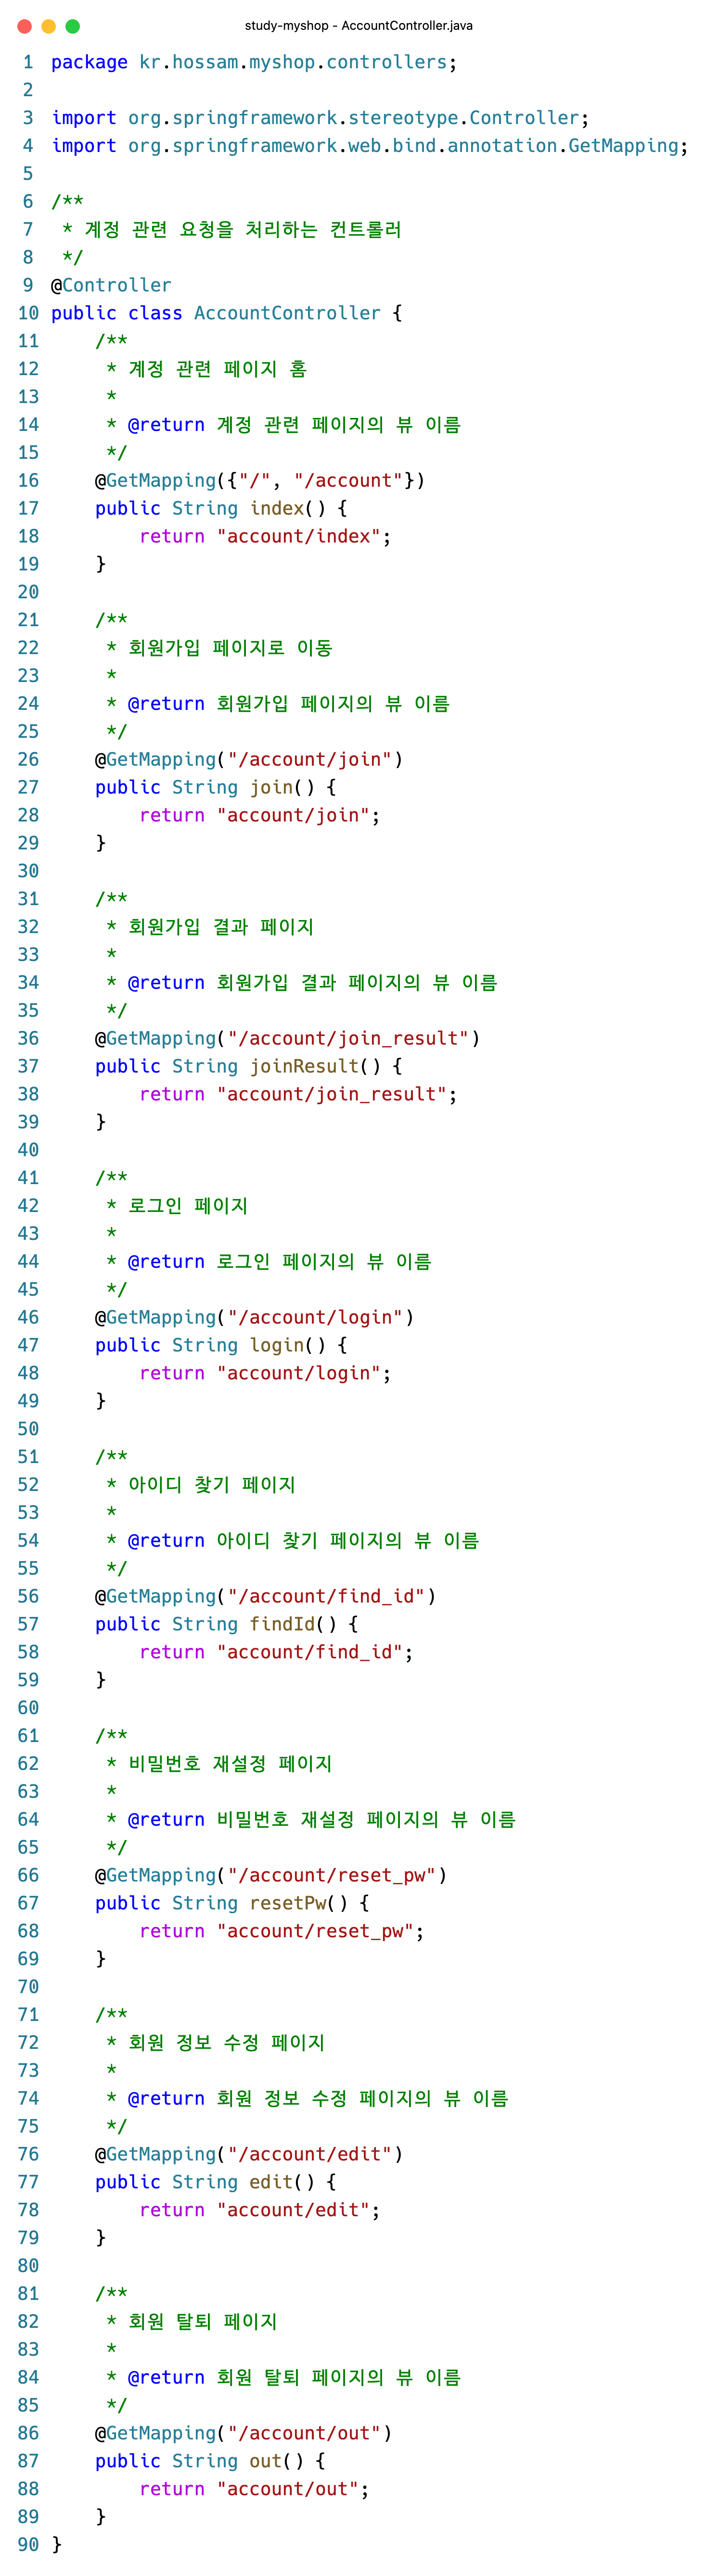 study-myshop - AccountController.java
1 package kr.hossam.myshop.controllers;
2
3 import org.springframework.stereotype.Controller;
4 import org.springframework.web.bind.annotation.GetMapping;
5
6 /**
7  * 계정 관련 요청을 처리하는 컨트롤러
8  */
9 @Controller
10 public class AccountController {
11     /**
12      * 계정 관련 페이지 홈
13      *
14      * @return 계정 관련 페이지의 뷰 이름
15      */
16     @GetMapping({"/", "/account"})
17     public String index() {
18         return "account/index";
19     }
20
21     /**
22      * 회원가입 페이지로 이동
23      *
24      * @return 회원가입 페이지의 뷰 이름
25      */
26     @GetMapping("/account/join")
27     public String join() {
28         return "account/join";
29     }
30
31     /**
32      * 회원가입 결과 페이지
33      *
34      * @return 회원가입 결과 페이지의 뷰 이름
35      */
36     @GetMapping("/account/join_result")
37     public String joinResult() {
38         return "account/join_result";
39     }
40
41     /**
42      * 로그인 페이지
43      *
44      * @return 로그인 페이지의 뷰 이름
45      */
46     @GetMapping("/account/login")
47     public String login() {
48         return "account/login";
49     }
50
51     /**
52      * 아이디 찾기 페이지
53      *
54      * @return 아이디 찾기 페이지의 뷰 이름
55      */
56     @GetMapping("/account/find_id")
57     public String findId() {
58         return "account/find_id";
59     }
60
61     /**
62      * 비밀번호 재설정 페이지
63      *
64      * @return 비밀번호 재설정 페이지의 뷰 이름
65      */
66     @GetMapping("/account/reset_pw")
67     public String resetPw() {
68         return "account/reset_pw";
69     }
70
71     /**
72      * 회원 정보 수정 페이지
73      *
74      * @return 회원 정보 수정 페이지의 뷰 이름
75      */
76     @GetMapping("/account/edit")
77     public String edit() {
78         return "account/edit";
79     }
80
81     /**
82      * 회원 탈퇴 페이지
83      *
84      * @return 회원 탈퇴 페이지의 뷰 이름
85      */
86     @GetMapping("/account/out")
87     public String out() {
88         return "account/out";
89     }
90 }